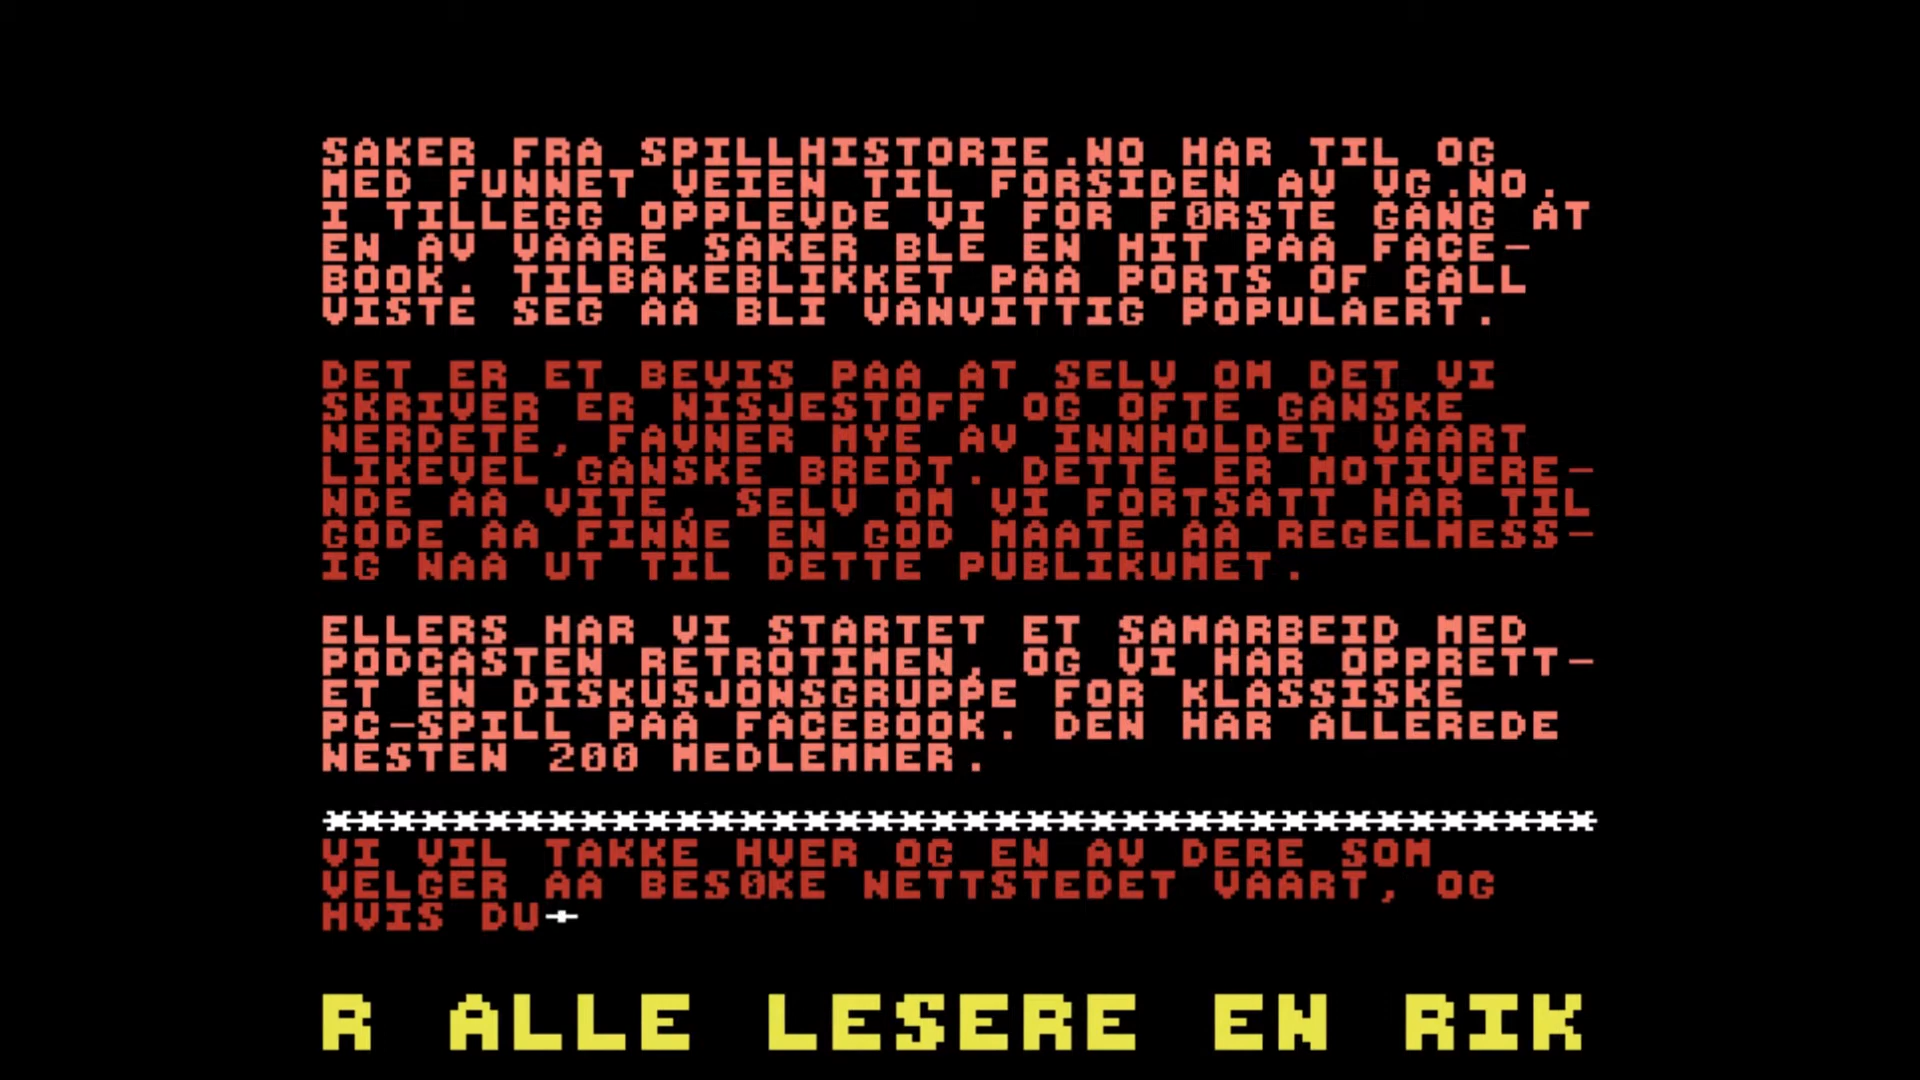 SAKER FRA SPILLHISTORIE.NO HAR TIL OG
MED FUNNET VEIEN TIL FORSIDEN AV VG.NO.
I TILLEGG OPPLEVDE VI FOR FØRSTE GANG AT
EN AV VAARE SAKER BLE EN HIT PAA FACE-
BOOK. TILBAKEBLIKKET PAA PORTS OF CALL
VISTE SEG AA BLI VANVITTIG POPULAERT.
DET ER ET BEVIS PAA AT SELV OM DET VI
SKRIVER ER NISJESTOFF OG OFTE GANSKE
NERDETE, FAVNER MYE AV INNHOLDET VAART
LIKEVEL GANSKE BREDT. DETTE ER MOTIVERE-
NDE AA VITE, SELV OM VI FORTSATT HAR TIL
GODE AA FINNE EN GOD MAATE AA REGELMESS-
IG NAA UT TIL DETTE PUBLIKUMET.
ELLERS HAR VI STARTET ET SAMARBEID MED
PODCASTEN RETROTIMEN, OG VI HAR OPPRETT-
ET EN DISKUSJONSGRUPPE FOR KLASSISKE
PC-SPILL PAA FACEBOOK. DEN HAR ALLEREDE
NESTEN 200 MEDLEMMER.
****************************************
VI VIL TAKKE HVER OG EN AV DERE SOM
VELGER AA BESØKE NETTSTEDET VAART, OG
HVIS DU
R ALLE LESERE EN RIK